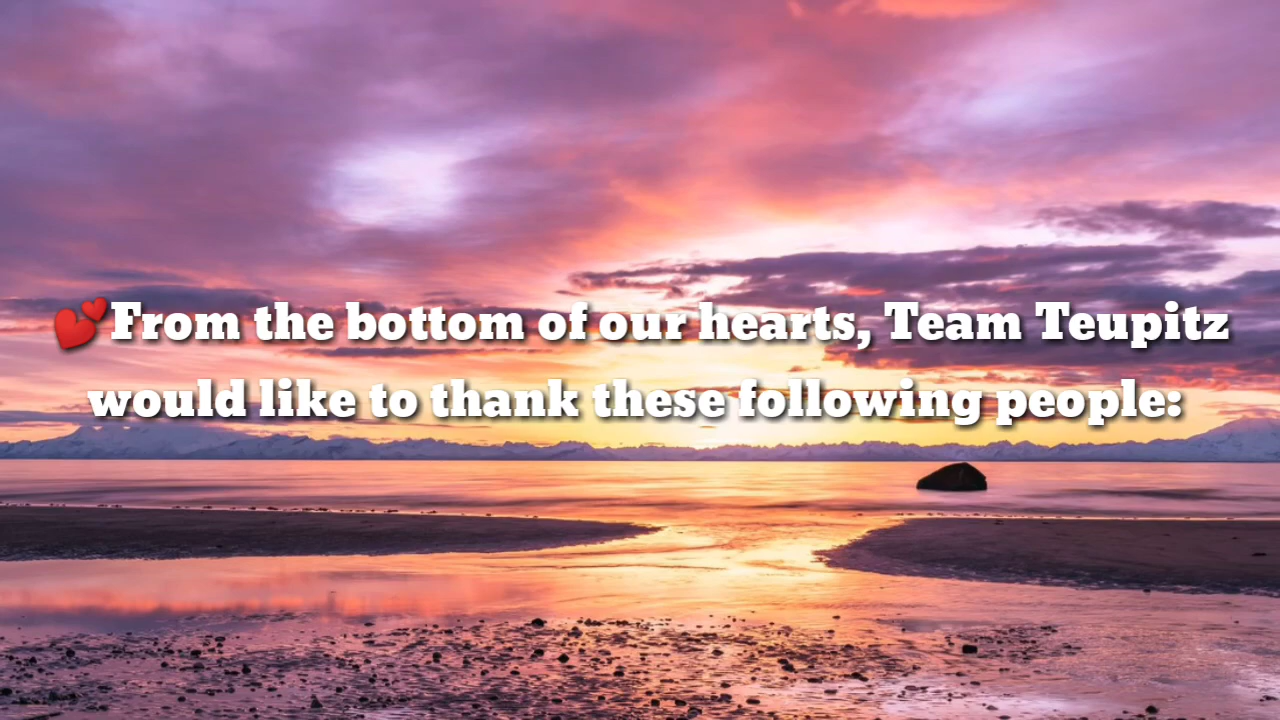 💕From the bottom of our hearts, Team Teupitz
would like to thank these following people: